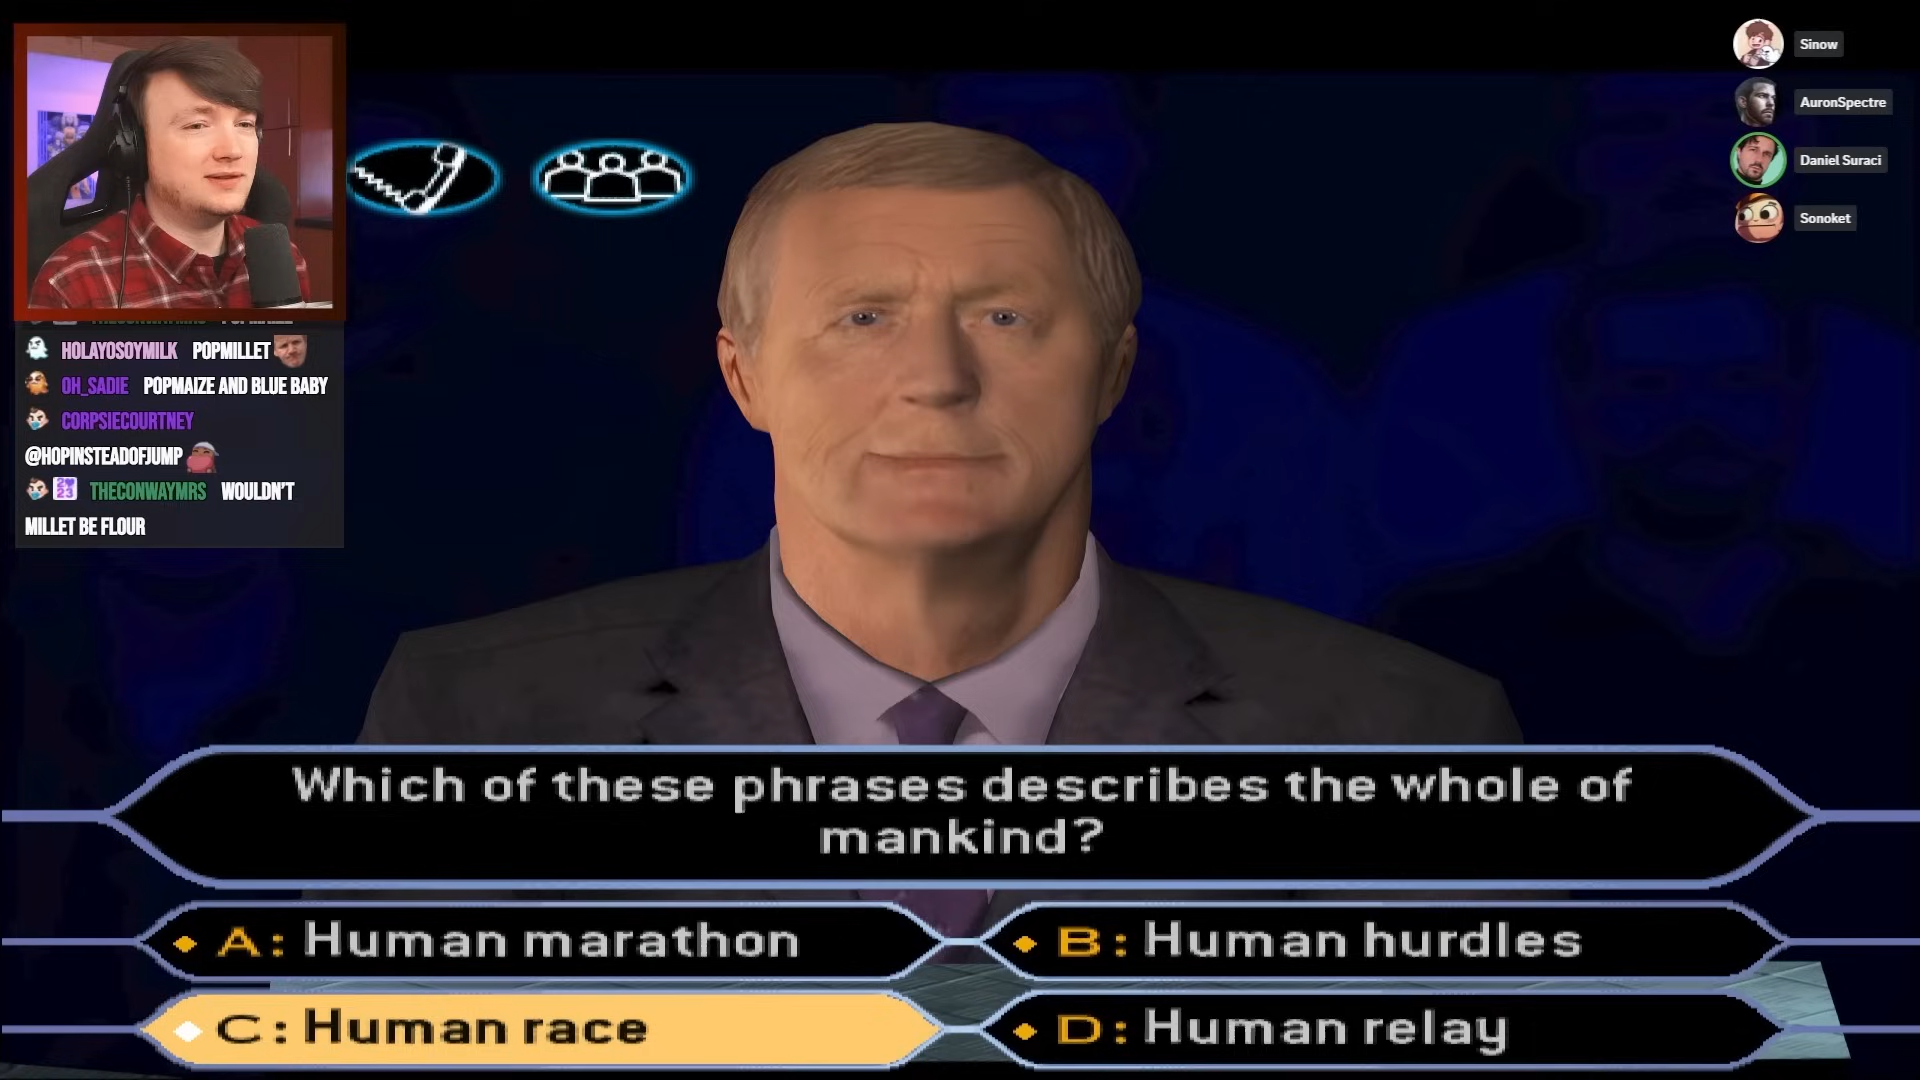 Sinow
AuronSpectre
Daniel Suraci
Sonoket
HOLAYOSOYMILK POPMILLET
OH_SADIE POPMAIZE AND BLUE BABY
CORPSIECOURTNEY
@HOPINSTEADOFJUMP
2023 THECONWAYMRS WOULDN'T
MILLET BE FLOUR
Which of these phrases describes the whole of
mankind?
A: Human marathon
B: Human hurdles
C: Human race
D: Human relay